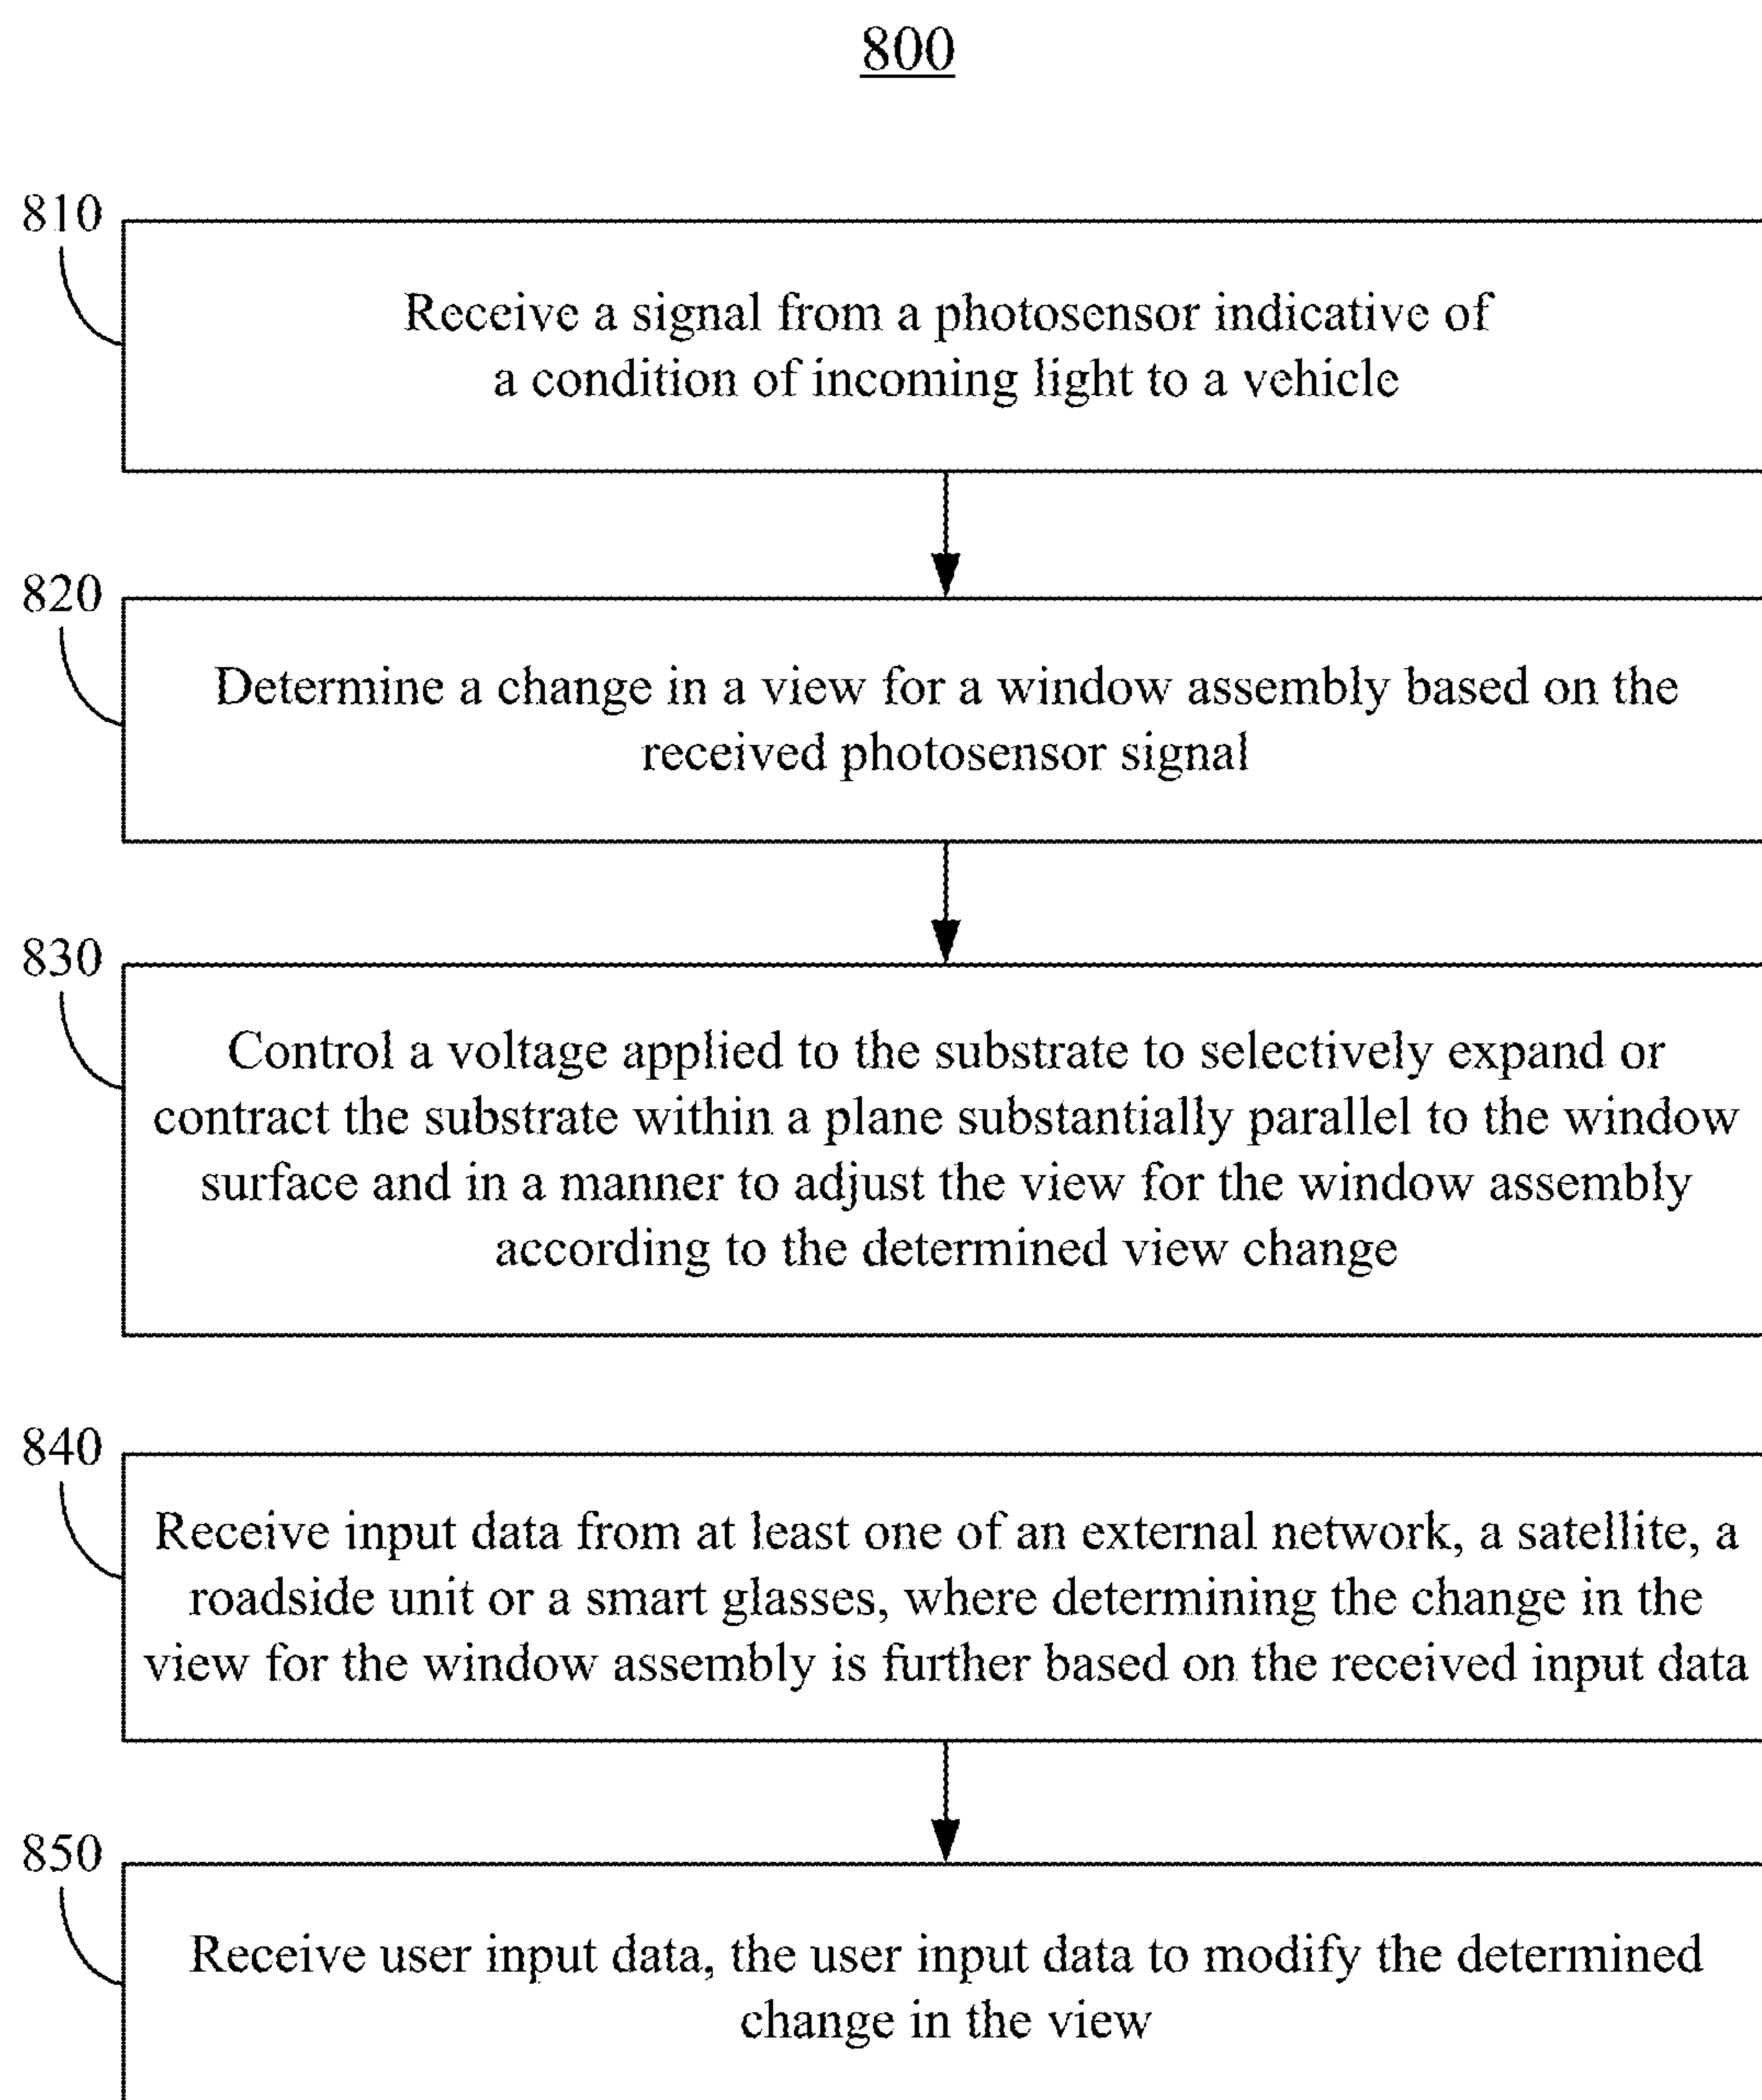 800
810
Receive a signal from a photosensor indicative of
a condition of incoming light to a vehicle
820
Determine a change in a view for a window assembly based on the
received photosensor signal
830
Control a voltage applied to the substrate to selectively expand or
contract the substrate within a plane substantially parallel to the window
surface and in a manner to adjust the view for the window assembly
according to the determined view change
840
Receive input data from at least one of an external network, a satellite, a
roadside unit or a smart glasses, where determining the change in the
view for the window assembly is further based on the received input data
850
Receive user input data, the user input data to modify the determined
change in the view